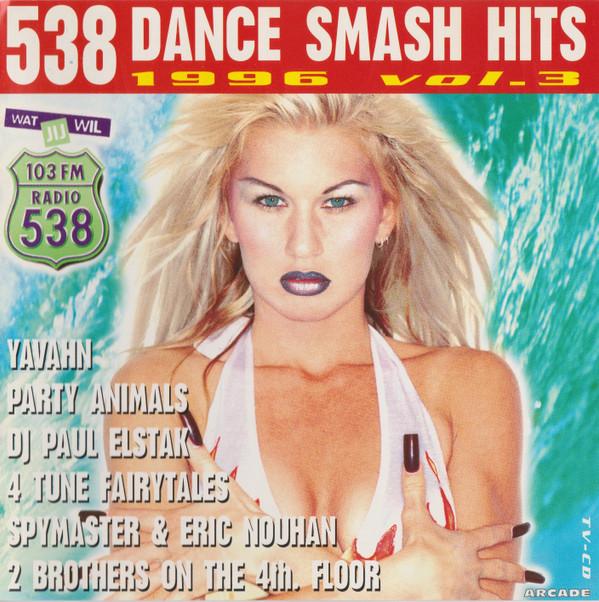 538 DANCE SMASH HITS
1996 vol.3
WAT JIJ WIL
103 FM
RADIO
538
YAVAHN
PARTY ANIMALS
DJ PAUL ELSTAK
4 TUNE FAIRYTALES
SPYMASTER & ERIC NOUHAN
2 BROTHERS ON THE 4th. FLOOR
TV-CD
ARCADE